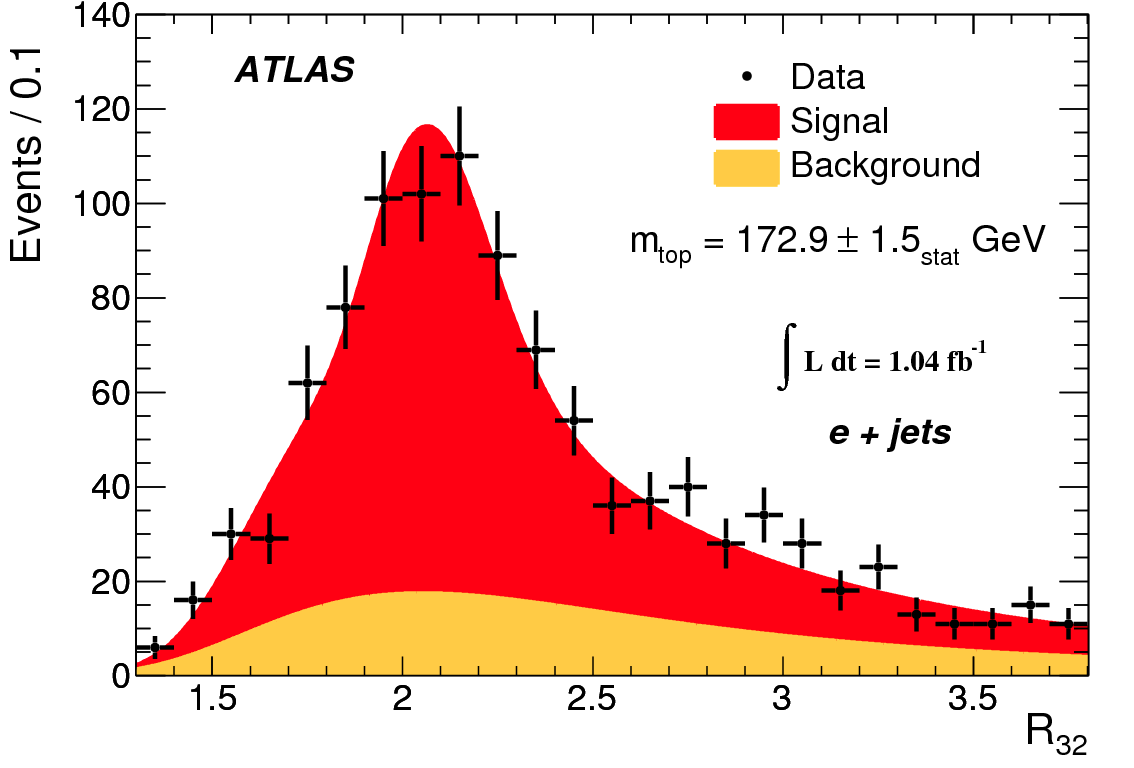 Events / 0.1
140
120
100
80
60
40
20
0
ATLAS
Data
Signal
Background
m_top = 172.9 ± 1.5_stat GeV
∫ L dt = 1.04 fb^-1
e + jets
1.5 2 2.5 3 3.5
R_32